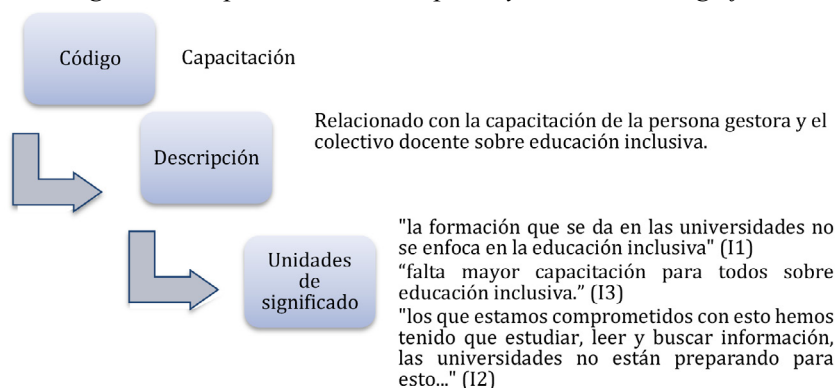 Código
Capacitación
Descripción
Relacionado con la capacitación de la persona gestora y el
colectivo docente sobre educación inclusiva.
Unidades
de
significado
"la formación que se da en las universidades no
se enfoca en la educación inclusiva" (I1)
“falta mayor capacitación para todos sobre
educación inclusiva.” (I3)
"los que estamos comprometidos con esto hemos
tenido que estudiar, leer y buscar información,
las universidades no están preparando para
esto..." (I2)